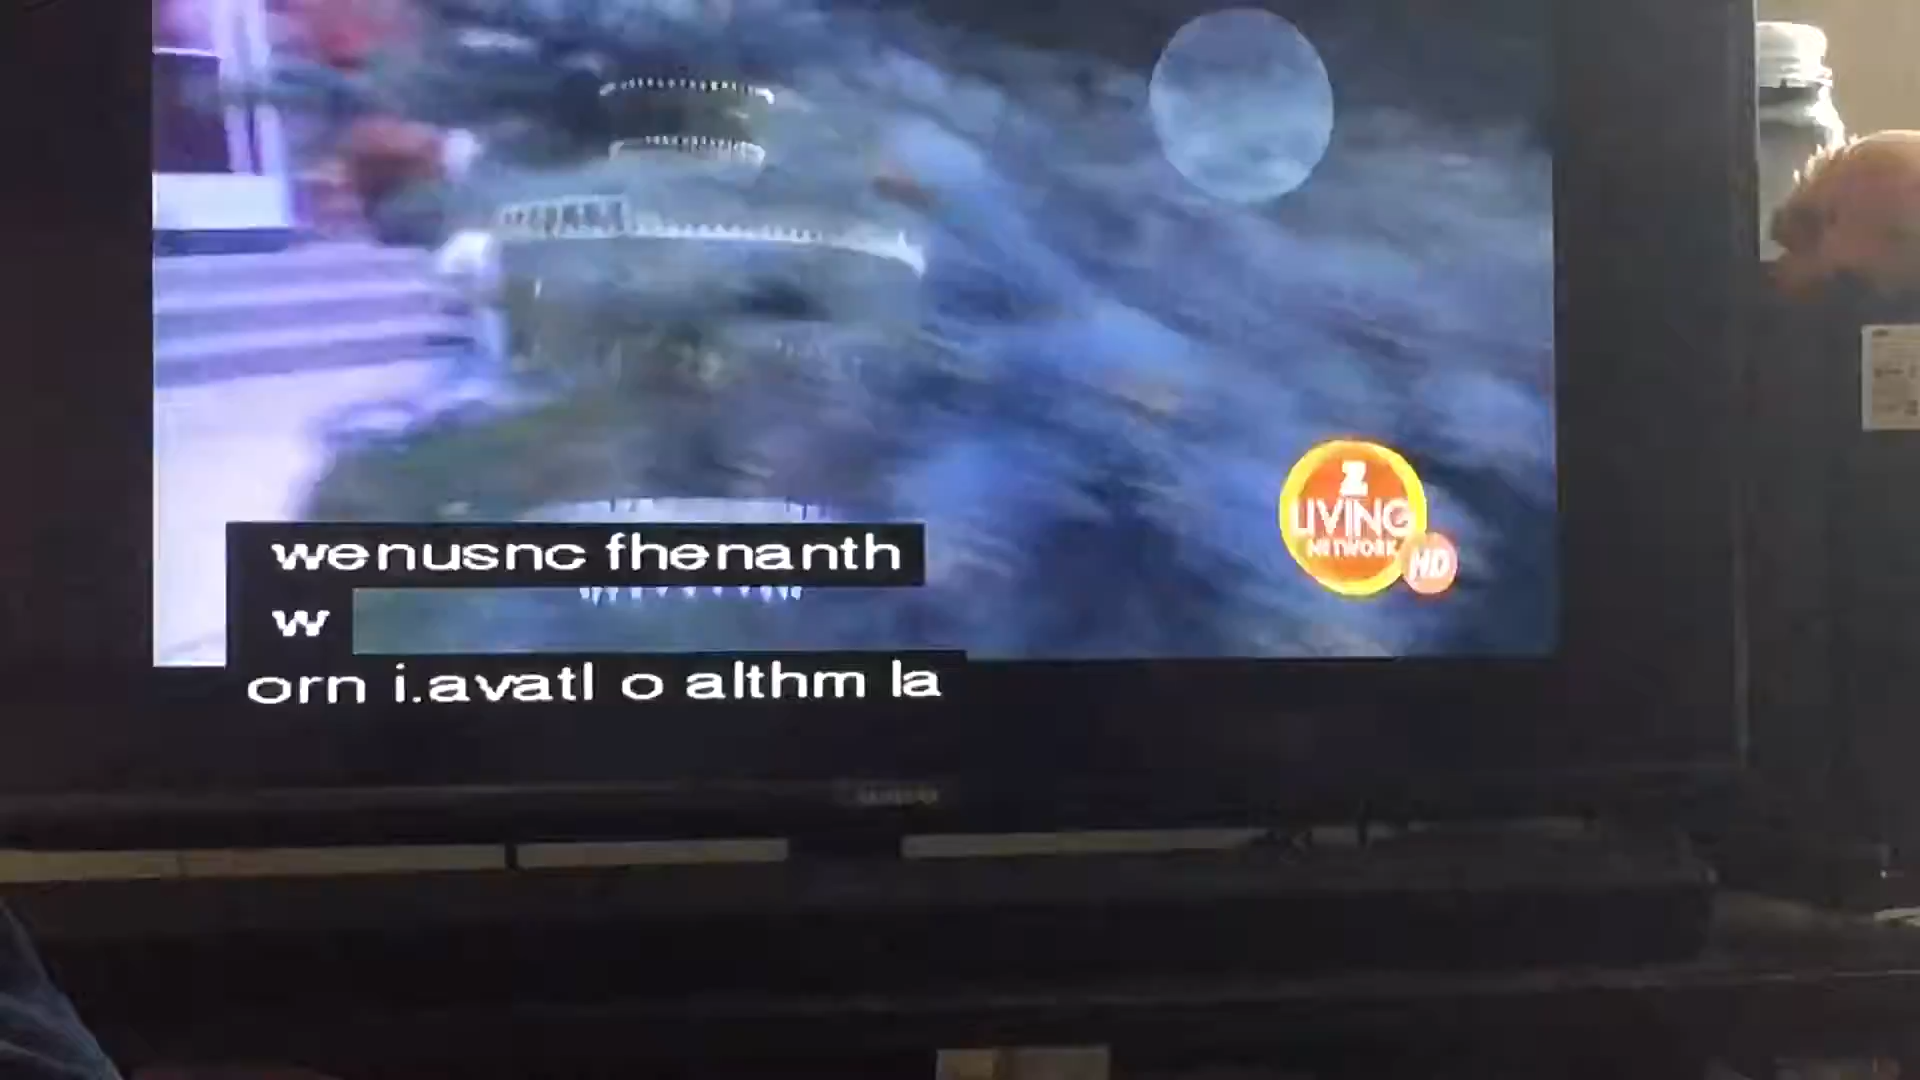 Z
LIVING
NETWORK
HD
wenusnc fhenanth
w
orn i.avatl o althm la